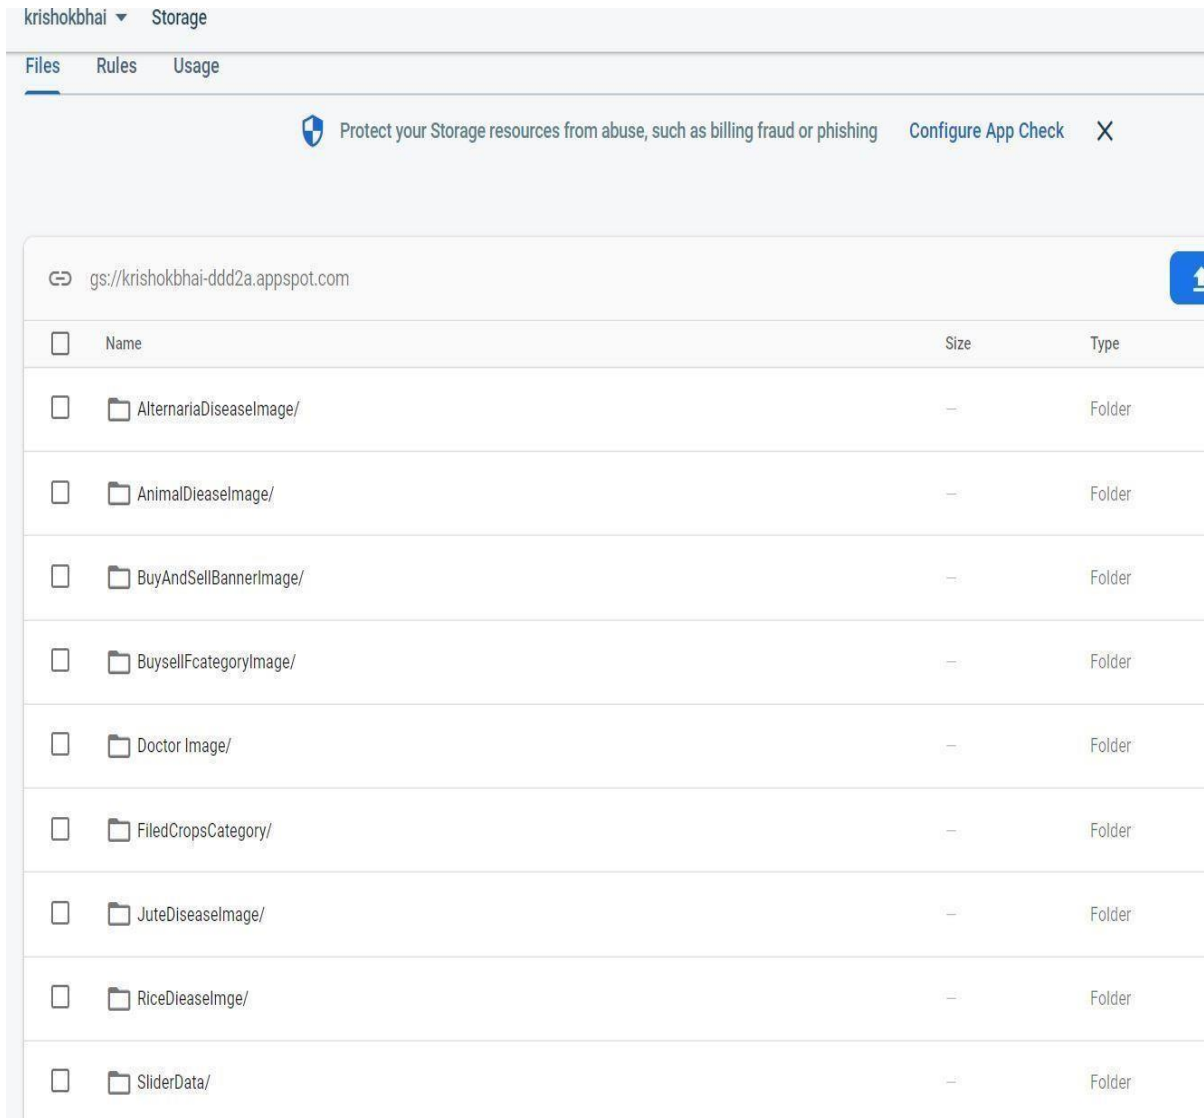 krishokbhai Storage
Files Rules Usage
Protect your Storage resources from abuse, such as billing fraud or phishing Configure App Check
gs://krishokbhai-ddd2a.appspot.com
Name Size Type
AlternariaDiseaseImage/ – Folder
AnimalDieaseImage/ – Folder
BuyAndSellBannerImage/ – Folder
BuysellFcategoryImage/ – Folder
Doctor Image/ – Folder
FiledCropsCategory/ – Folder
JuteDiseaseImage/ – Folder
RiceDieaseImge/ – Folder
SliderData/ – Folder